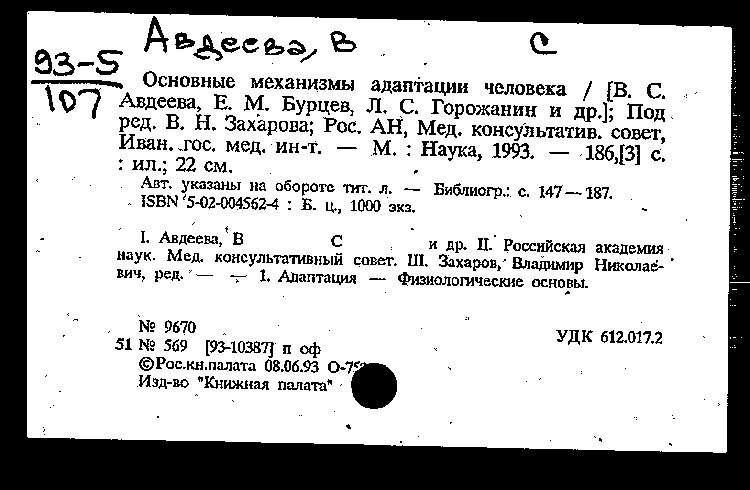 Авдеева, В С
93-5
107
Основные механизмы адаптации человека / [В. С.
Авдеева, Е. М. Бурцев, Л. С. Горожанин и др.]; Под
ред. В. Н. Захарова; Рос. АН, Мед. консультатив. совет,
Иван. гос. мед. ин-т. — М. : Наука, 1993. — 186,[3] с.
: ил.; 22 см.
Авт. указаны на обороте тит. л. — Библиогр.: с. 147—187.
ISBN 5-02-004562-4 : Б. ц., 1000 экз.
I. Авдеева, В С и др. II. Российская академия
наук. Мед. консультативный совет. III. Захаров, Владимир Николае-
вич, ред. — — 1. Адаптация — Физиологические основы.
№ 9670
УДК 612.017.2
51 № 569 [93-10387] п оф
©Рос.кн.палата 08.06.93 О-75
Изд-во "Книжная палата"